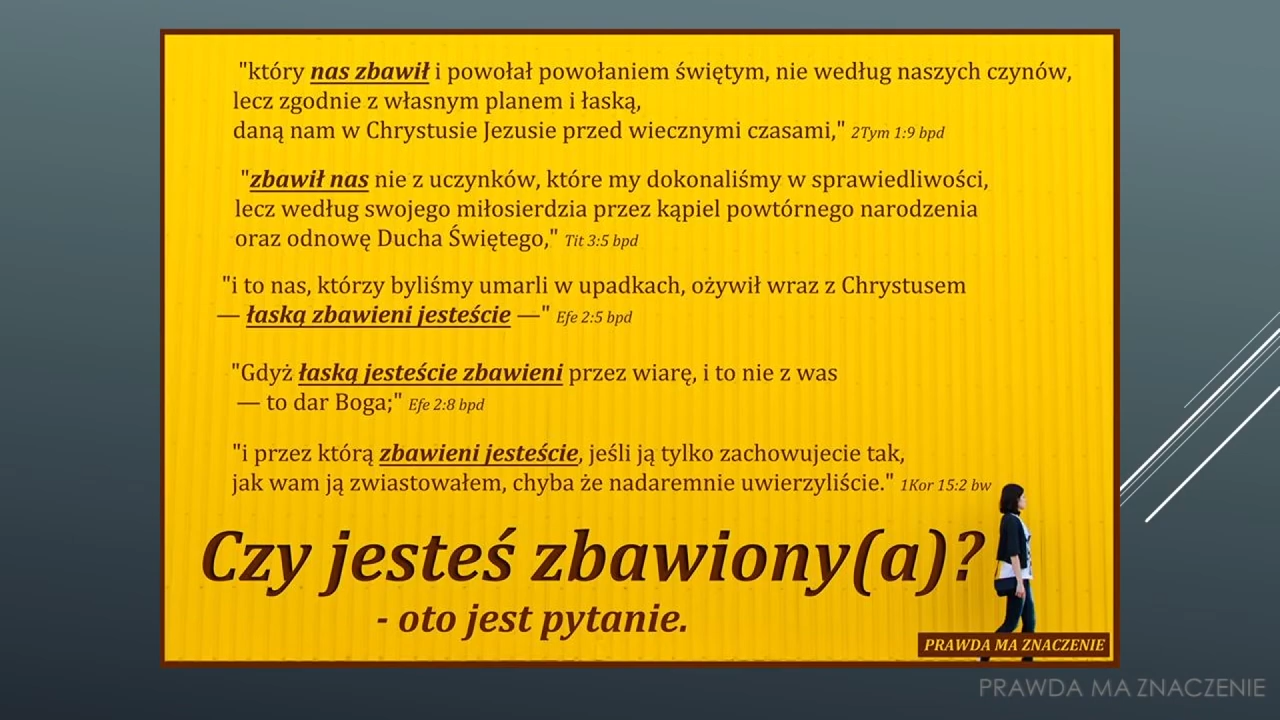 "który nas zbawił i powołał powołaniem świętym, nie według naszych czynów,
lecz zgodnie z własnym planem i łaską,
daną nam w Chrystusie Jezusie przed wiecznymi czasami," 2Tym 1:9 bpd
"zbawił nas nie z uczynków, które my dokonaliśmy w sprawiedliwości,
lecz według swojego miłosierdzia przez kąpiel powtórnego narodzenia
oraz odnowę Ducha Świętego," Tit 3:5 bpd
"i to nas, którzy byliśmy umarli w upadkach, ożywił wraz z Chrystusem
— łaską zbawieni jesteście —" Efe 2:5 bpd
"Gdyż łaską jesteście zbawieni przez wiarę, i to nie z was
— to dar Boga;" Efe 2:8 bpd
"i przez którą zbawieni jesteście, jeśli ją tylko zachowujecie tak,
jak wam ją zwiastowałem, chyba że nadaremnie uwierzyliście." 1Kor 15:2 bw
Czy jesteś zbawiony(a)?
- oto jest pytanie.
PRAWDA MA ZNACZENIE
PRAWDA MA ZNACZENIE